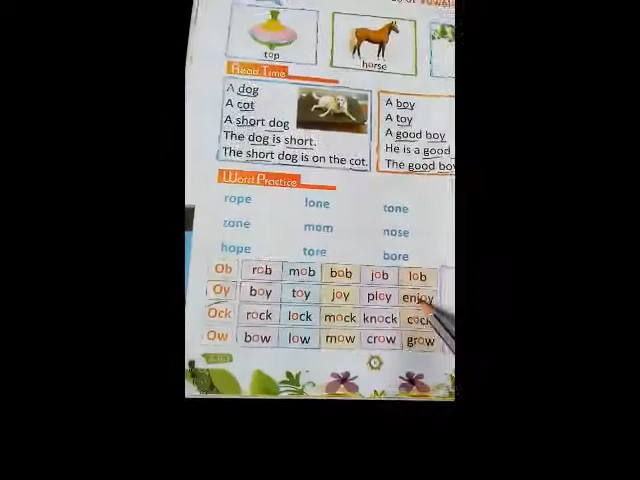 of Vowel
top
horse
Read Time
A dog
A cot
A short dog
The dog is short.
The short dog is on the cot.
A boy
A toy
A good boy
He is a good
The good boy
Word Practice
rope lone tone
zone mom nose
hope tore bore
Ob rob mob bob job lob
Oy boy toy joy ploy enjoy
Ock rock lock mock knock cock
Ow bow low mow crow grow